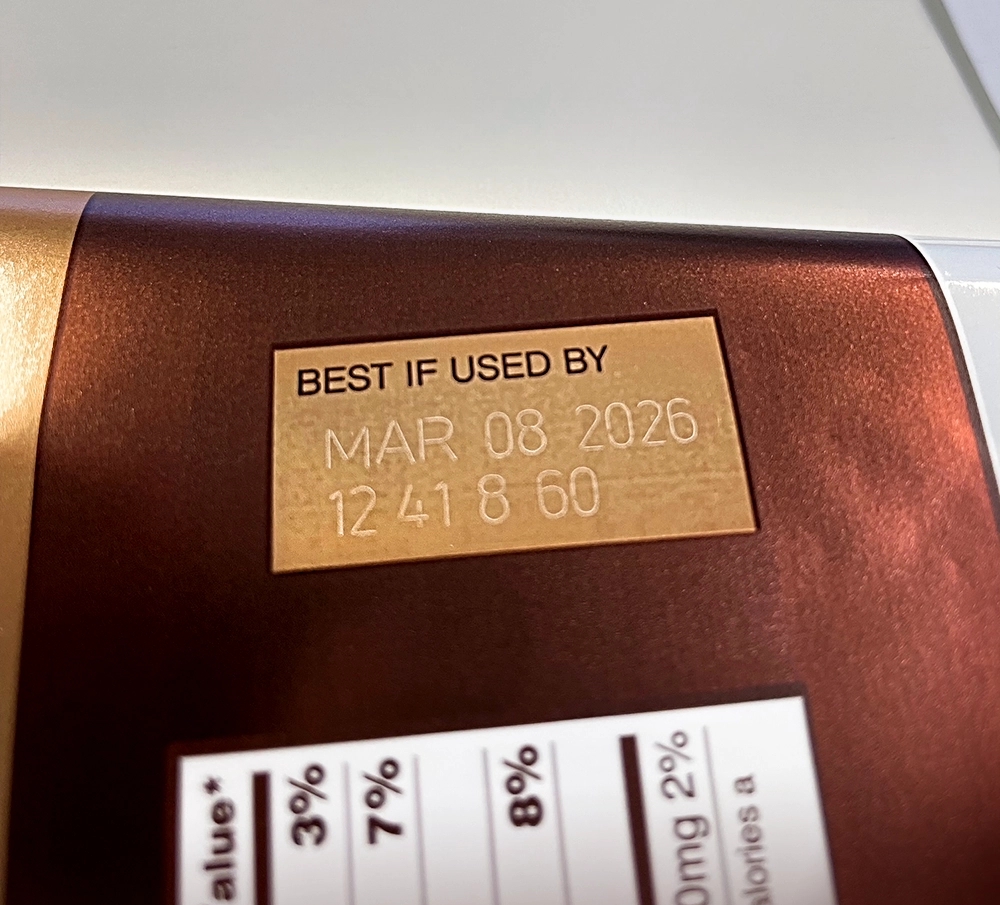 BEST IF USED BY
MAR 08 2026
12 41 8 60
alue*
3%
7%
8%
0mg 2%
alories a